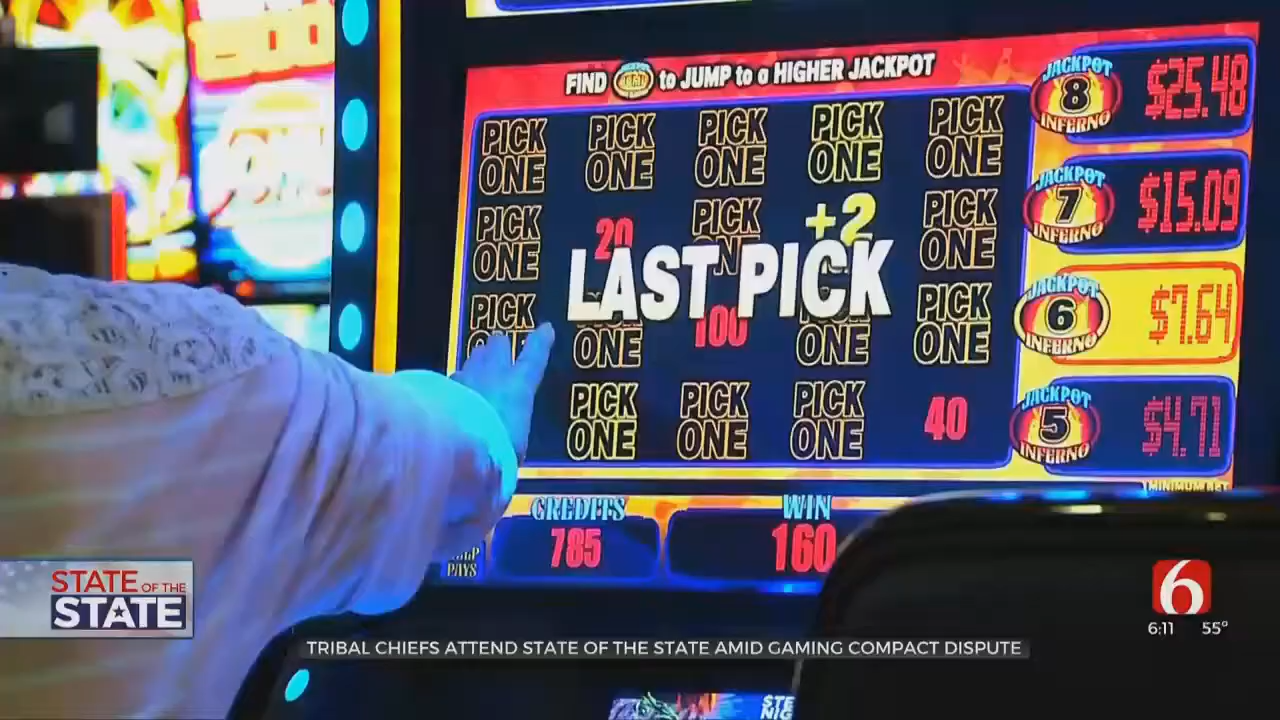 FIND to JUMP to a HIGHER JACKPOT
PICK ONE PICK ONE PICK ONE PICK ONE PICK ONE
PICK ONE 20 PICK +2 PICK ONE
LAST PICK
PICK ONE 100 ONE PICK ONE
PICK ONE PICK ONE PICK ONE 40
JACKPOT 8 INFERNO $25.48
JACKPOT 7 INFERNO $15.09
JACKPOT 6 INFERNO $7.64
JACKPOT 5 INFERNO $4.71
MINIMUM BET
CREDITS
785
WIN
160
PAYS
STATE OF THE
STATE
6
6:11 55°
TRIBAL CHIEFS ATTEND STATE OF THE STATE AMID GAMING COMPACT DISPUTE